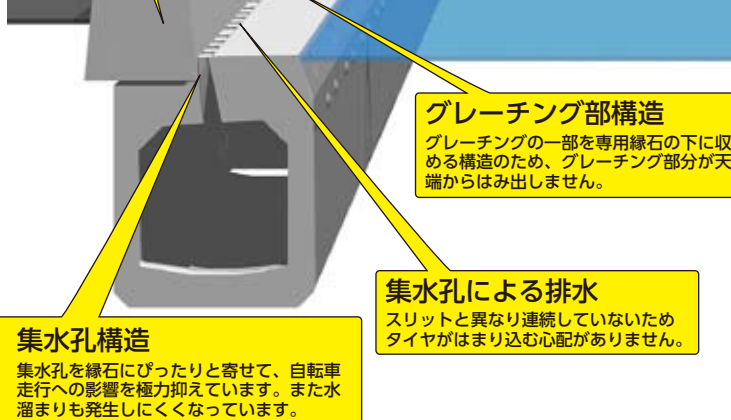 グレーチング部構造
グレーチングの一部を専用縁石の下に収
める構造のため、グレーチング部分が天
端からはみ出しません。
集水孔による排水
スリットと異なり連続していないため
タイヤがはまり込む心配がありません。
集水孔構造
集水孔を縁石にぴったりと寄せて、自転車
走行への影響を極力抑えています。また水
溜まりも発生しにくくなっています。